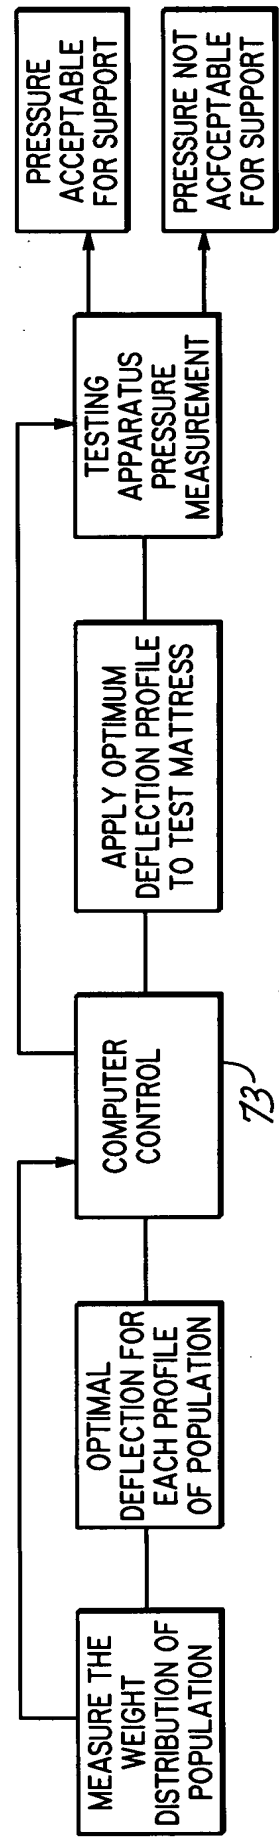 MEASURE THE
WEIGHT
DISTRIBUTION OF
POPULATION
OPTIMAL
DEFLECTION FOR
EACH PROFILE
OF POPULATION
COMPUTER
CONTROL
73
APPLY OPTIMUM
DEFLECTION PROFILE
TO TEST MATTRESS
TESTING
APPARATUS
PRESSURE
MEASUREMENT
PRESSURE
ACCEPTABLE
FOR SUPPORT
PRESSURE NOT
ACFCEPTABLE
FOR SUPPORT